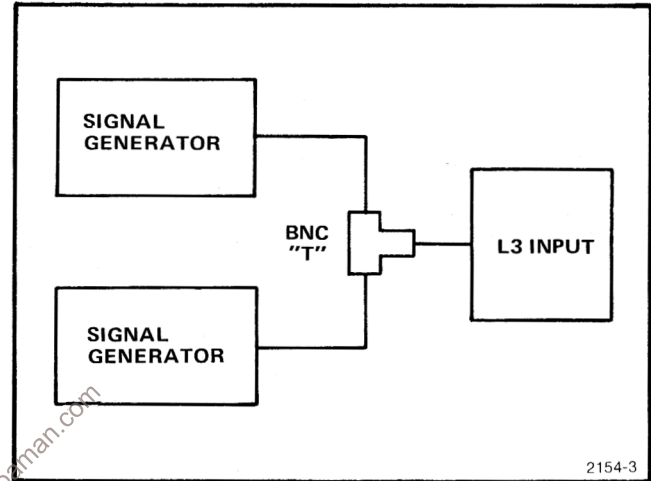 SIGNAL
GENERATOR
BNC
"T"
L3 INPUT
SIGNAL
GENERATOR
2154-3